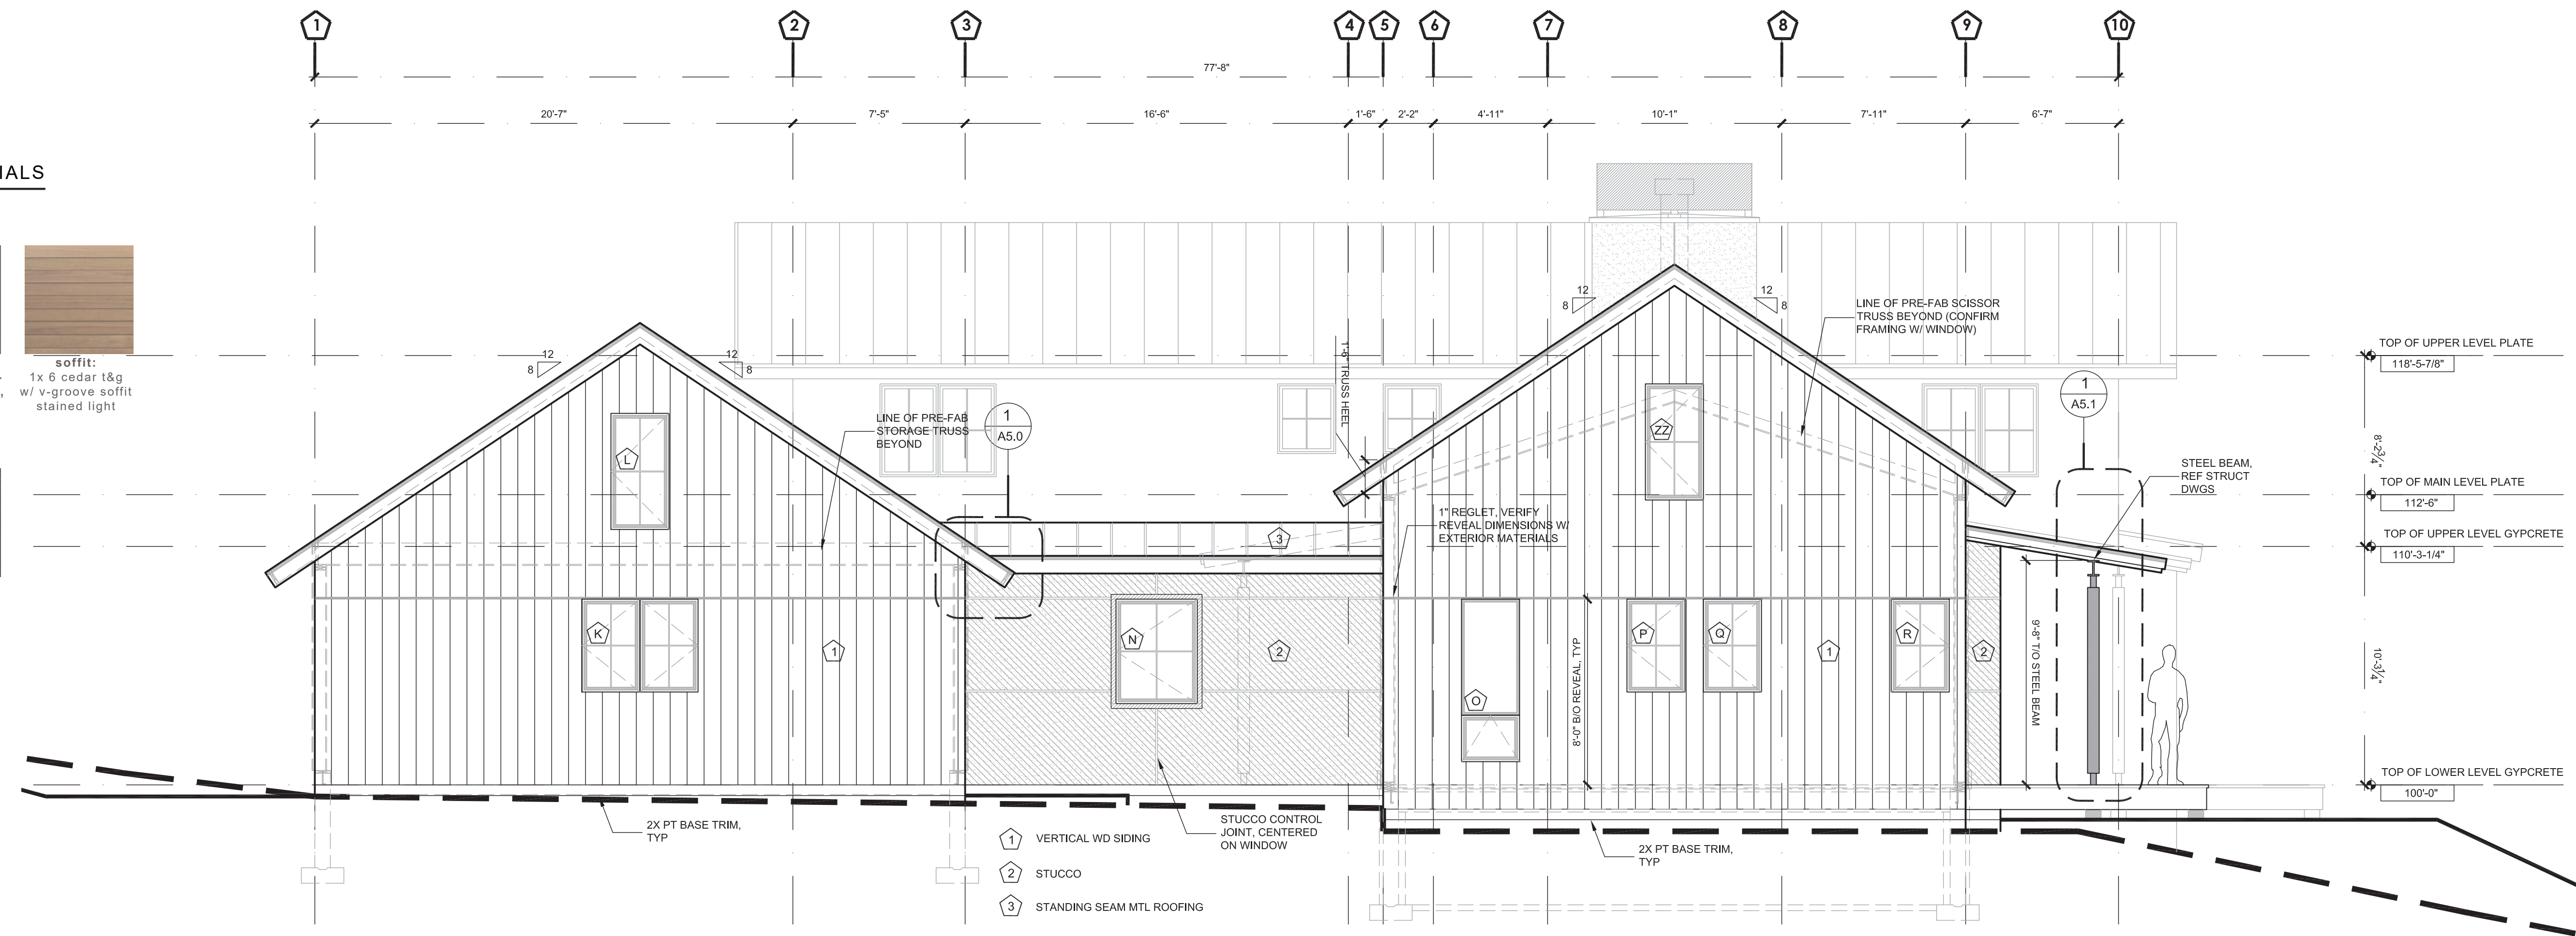 1
2
3
4
5
6
7
8
9
10
77'-8"
20'-7"
7'-5"
16'-6"
1'-6"
2'-2"
4'-11"
10'-1"
7'-11"
6'-7"
IALS
soffit:
1x 6 cedar t&g
w/ v-groove soffit
stained light
12
8
12
8
12
8
12
8
LINE OF PRE-FAB SCISSOR
TRUSS BEYOND (CONFIRM
FRAMING W/ WINDOW)
1'-6" TRUSS HEEL
TOP OF UPPER LEVEL PLATE
118'-5-7/8"
LINE OF PRE-FAB
STORAGE TRUSS
BEYOND
1
A5.0
1
A5.1
8'-2 3/4"
L
ZZ
STEEL BEAM,
REF STRUCT
DWGS
TOP OF MAIN LEVEL PLATE
112'-6"
1" REGLET, VERIFY
REVEAL DIMENSIONS W/
EXTERIOR MATERIALS
3
TOP OF UPPER LEVEL GYPCRETE
110'-3-1/4"
K
1
N
2
O
8'-0" B/O REVEAL, TYP
P
Q
1
R
2
9'-8" T/O STEEL BEAM
10'-3 1/4"
TOP OF LOWER LEVEL GYPCRETE
100'-0"
2X PT BASE TRIM,
TYP
STUCCO CONTROL
JOINT, CENTERED
ON WINDOW
2X PT BASE TRIM,
TYP
1 VERTICAL WD SIDING
2 STUCCO
3 STANDING SEAM MTL ROOFING